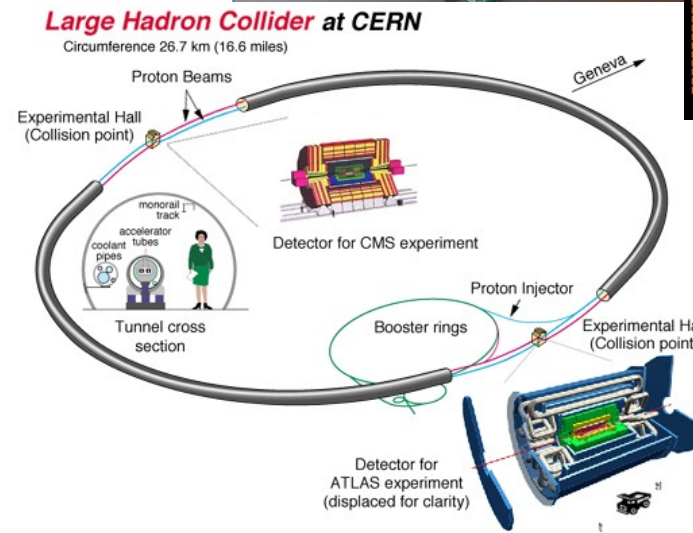 Large Hadron Collider at CERN
Circumference 26.7 km (16.6 miles)
Proton Beams
Geneva
Experimental Hall
(Collision point)
monorail
track
accelerator
tubes
coolant
pipes
Detector for CMS experiment
Tunnel cross
section
Proton Injector
Booster rings
Experimental Ha
(Collision point
Detector for
ATLAS experiment
(displaced for clarity)